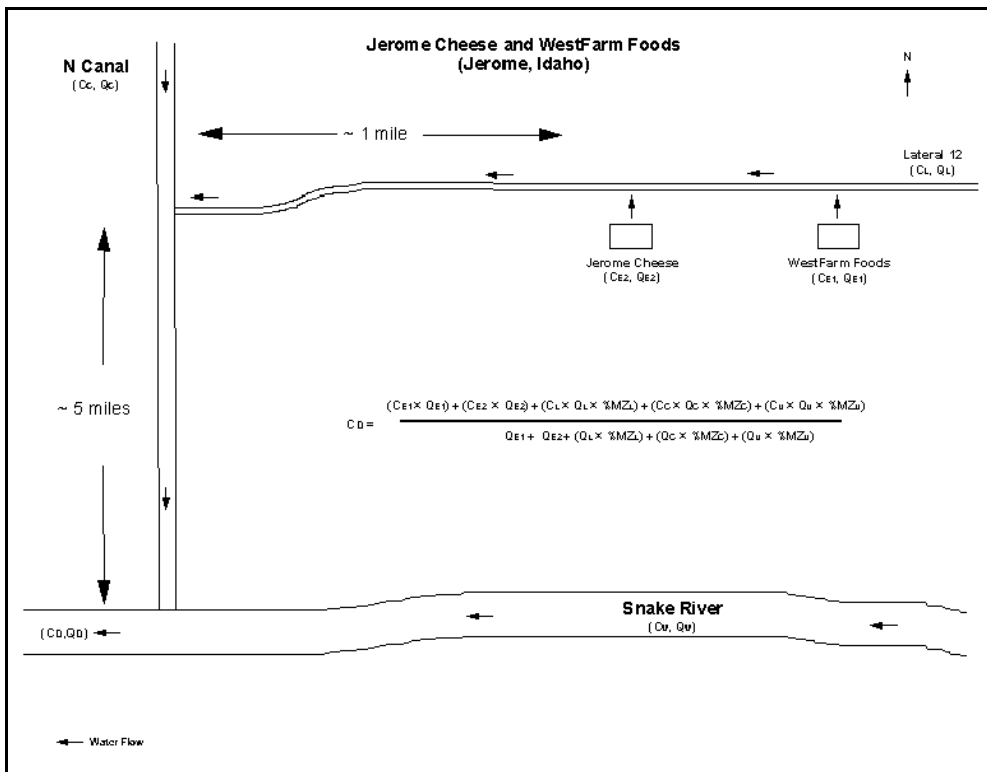 Jerome Cheese and WestFarm Foods
(Jerome, Idaho)
N Canal
(Cc, Qc)
N
~ 1 mile
Lateral 12
(CL, QL)
Jerome Cheese
(CE2, QE2)
WestFarm Foods
(CE1, QE1)
~ 5 miles
CD = 
(CE1 × QE1) + (CE2 × QE2) + (CL × QL × %MZL) + (CC × QC × %MZC) + (CU × QU × %MZU)
QE1 + QE2 + (QL × %MZL) + (QC × %MZC) + (QU × %MZU)
Snake River
(CU, QU)
(CD,QD)
Water Flow